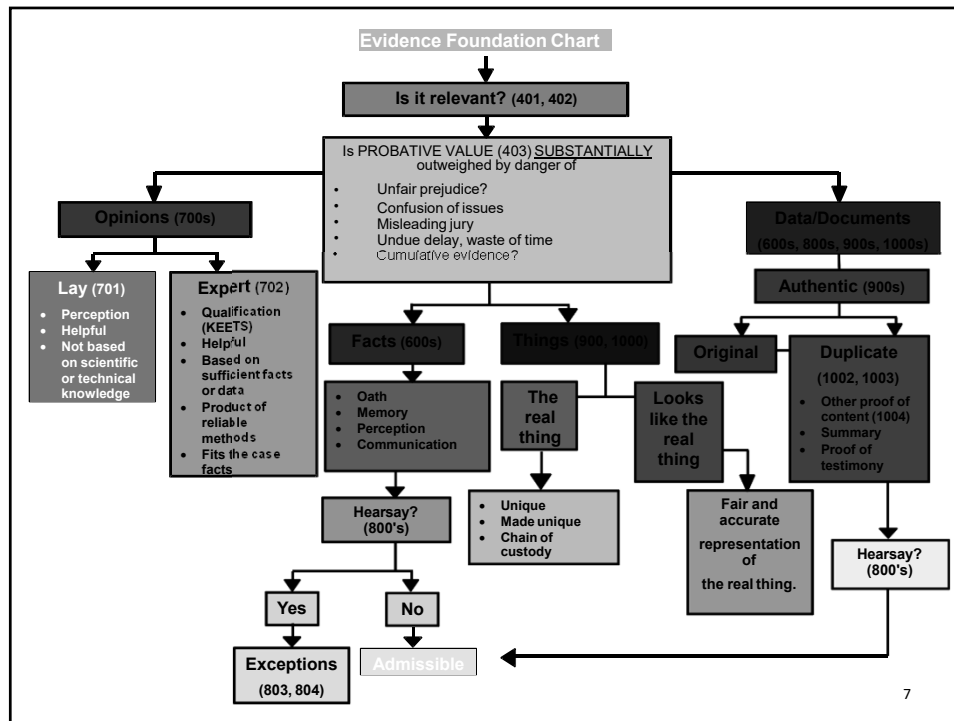 Evidence Foundation Chart
Is it relevant? (401, 402)
Is PROBATIVE VALUE (403) SUBSTANTIALLY
outweighed by danger of
• Unfair prejudice?
• Confusion of issues
• Misleading jury
• Undue delay, waste of time
• Cumulative evidence?
Opinions (700s)
Lay (701)
• Perception
• Helpful
• Not based
on scientific
or technical
knowledge
Expert (702)
• Qualification
(KEETS)
• Helpful
• Based on
sufficient facts
or data
• Product of
reliable
methods
• Fits the case
facts
Facts (600s)
• Oath
• Memory
• Perception
• Communication
Hearsay?
(800's)
Yes
No
Exceptions
(803, 804)
Admissible
Things (900, 1000)
The
real
thing
• Unique
• Made unique
• Chain of
custody
Looks
like the
real
thing
Fair and
accurate
representation
of
the real thing.
Data/Documents
(600s, 800s, 900s, 1000s)
Authentic (900s)
Original
Duplicate
(1002, 1003)
• Other proof of
content (1004)
• Summary
• Proof of
testimony
Hearsay?
(800's)
7